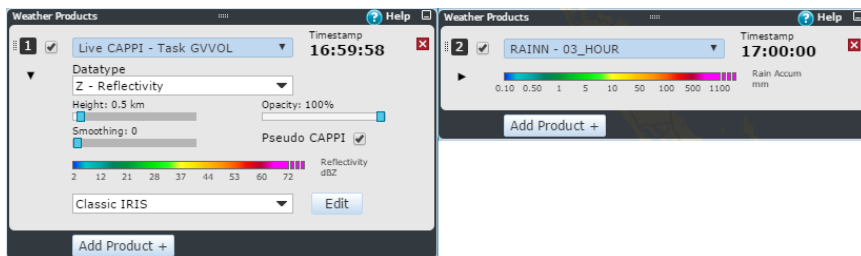 Weather Products
? Help
Timestamp
1 Live CAPPI - Task GVVOL 16:59:58
Datatype
Z - Reflectivity
Height: 0.5 km Opacity: 100%
Smoothing: 0
Pseudo CAPPI
Reflectivity
dBZ
2 12 21 28 37 44 53 60 72
Classic IRIS Edit
Add Product +
Weather Products
? Help
Timestamp
2 RAINN - 03_HOUR 17:00:00
Rain Accum
mm
0.10 0.50 1 5 10 50 100 500 1100
Add Product +